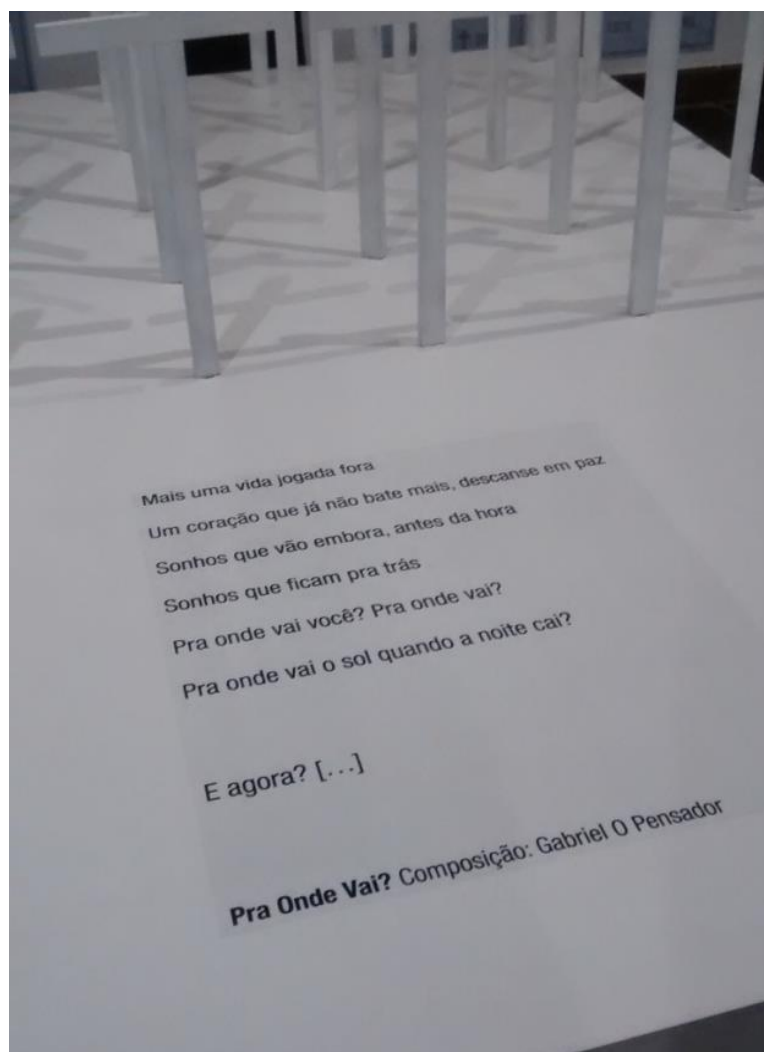 Mais uma vida jogada fora
Um coração que já não bate mais, descanse em paz
Sonhos que vão embora, antes da hora
Sonhos que ficam pra trás
Pra onde vai você? Pra onde vai?
Pra onde vai o sol quando a noite cai?
E agora? [...]
Pra Onde Vai? Composição: Gabriel O Pensador